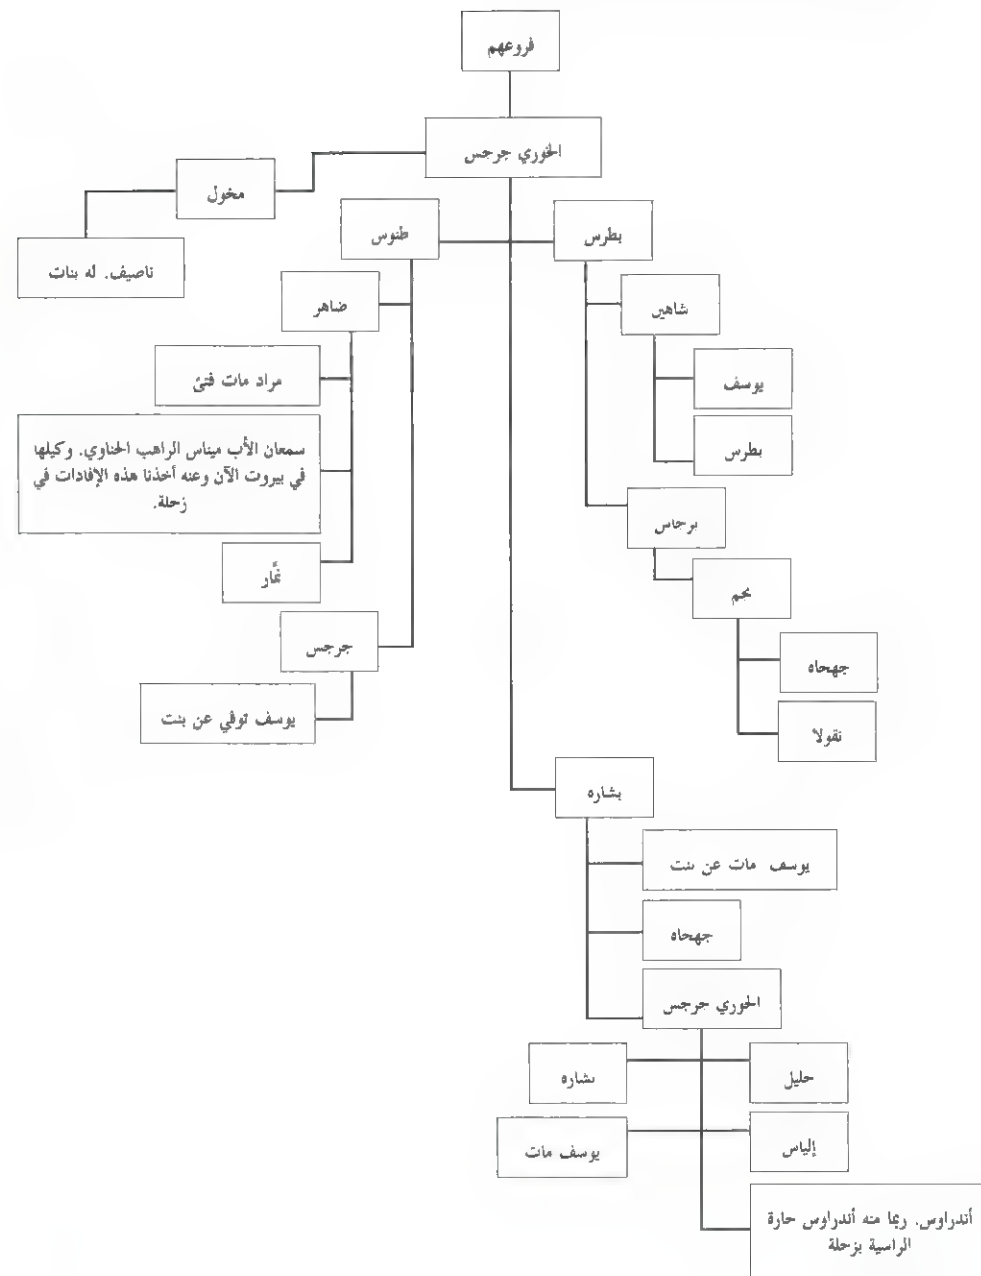 فروعهم
الخوري جرجس
مخول
ناصيف. له بنات
بطرس
طنوس
شاهين
ضاهر
يوسف
مراد مات فتىً
بطرس
سمعان الأب ميناس الراهب الحناوي. وكيلها
في بيروت الآن وعنه أخذنا هذه الإفادات في
زحلة.
برجاس
نمَّار
نجم
جرجس
جهجاه
يوسف توفي عن بنت
نقولا
بشاره
يوسف مات عن بنت
جهجاه
الخوري جرجس
خليل
بشاره
إلياس
يوسف مات
أندراوس. ربما منه أندراوس حارة
الراسية بزحلة